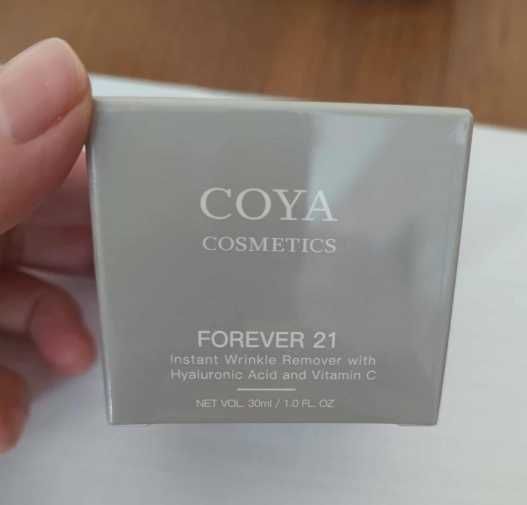 COYA
COSMETICS
FOREVER 21
Instant Wrinkle Remover with
Hyaluronic Acid and Vitamin C
NET VOL. 30ml / 1.0 FL. OZ